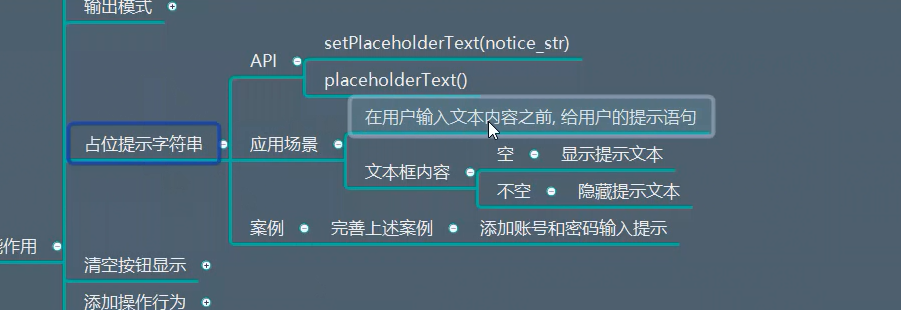 输出模式
API
setPlaceholderText(notice_str)
placeholderText()
占位提示字符串
应用场景
在用户输入文本内容之前, 给用户的提示语句
文本框内容
空
显示提示文本
不空
隐藏提示文本
案例
完善上述案例
添加账号和密码输入提示
作用
清空按钮显示
添加操作行为